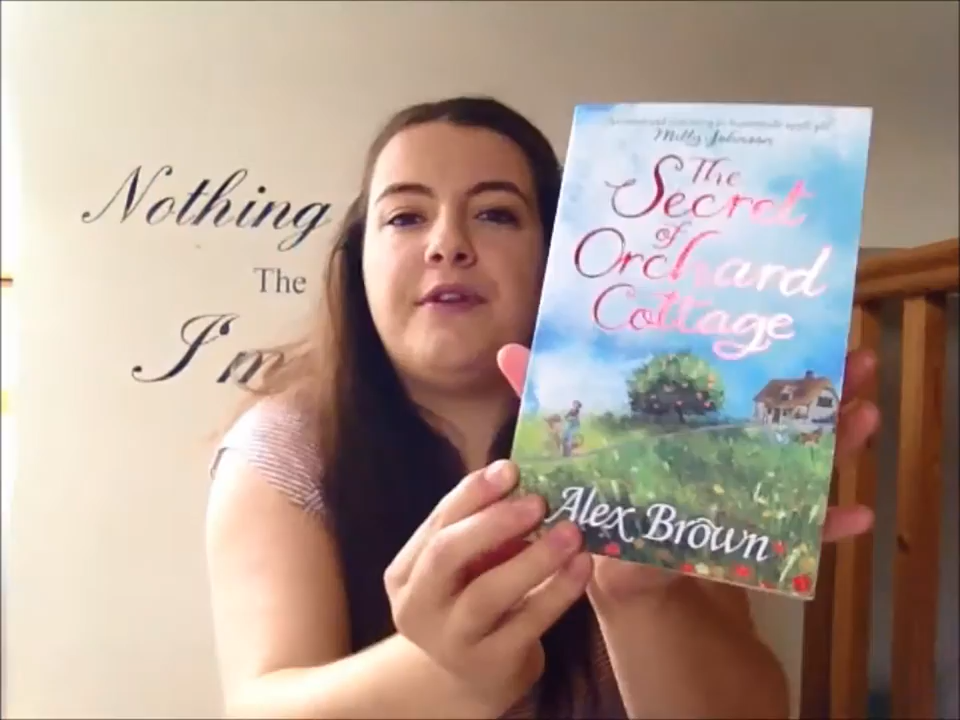 Nothing
The
I'm
Milly Johnson
The
Secret
of
Orchard
Cottage
Alex Brown